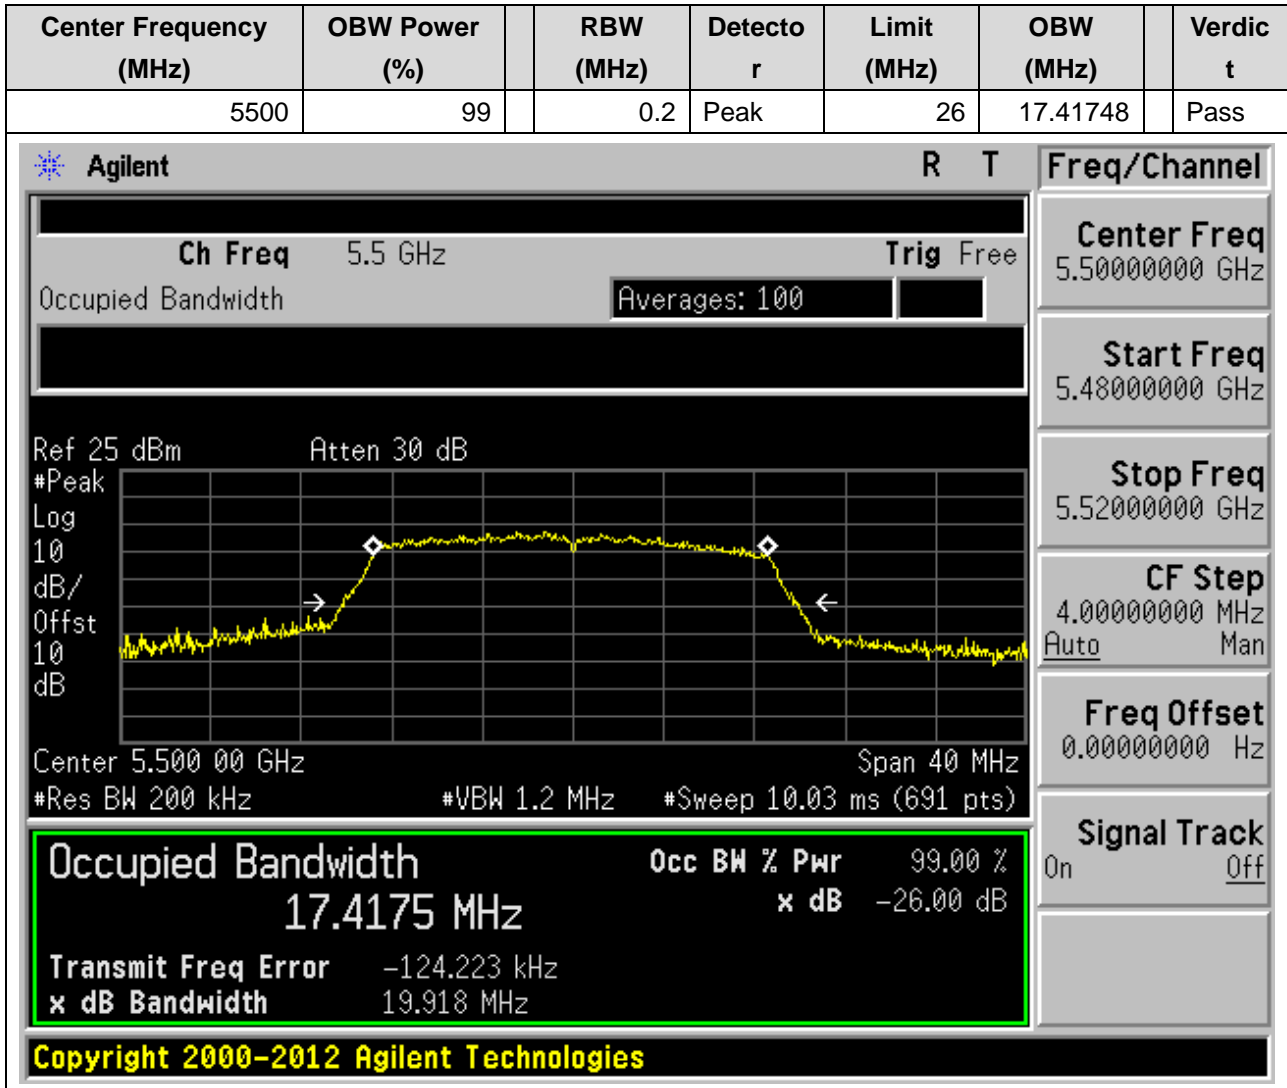 Center Frequency OBW Power RBW Detecto Limit OBW Verdic
(MHz) (%) (MHz) r (MHz) (MHz) t
5500 99 0.2 Peak 26 17.41748 Pass
Agilent R T Freq/Channel
Ch Freq 5.5 GHz Trig Free
Occupied Bandwidth Averages: 100
Center Freq
5.50000000 GHz
Start Freq
5.48000000 GHz
Stop Freq
5.52000000 GHz
CF Step
4.00000000 MHz
Auto Man
Freq Offset
0.00000000 Hz
Signal Track
On Off
Ref 25 dBm Atten 30 dB
#Peak
Log
10
dB/
Offst
10
dB
Center 5.500 00 GHz Span 40 MHz
#Res BW 200 kHz #VBW 1.2 MHz #Sweep 10.03 ms (691 pts)
Occupied Bandwidth Occ BW % Pwr 99.00 %
17.4175 MHz x dB -26.00 dB
Transmit Freq Error -124.223 kHz
x dB Bandwidth 19.918 MHz
Copyright 2000-2012 Agilent Technologies